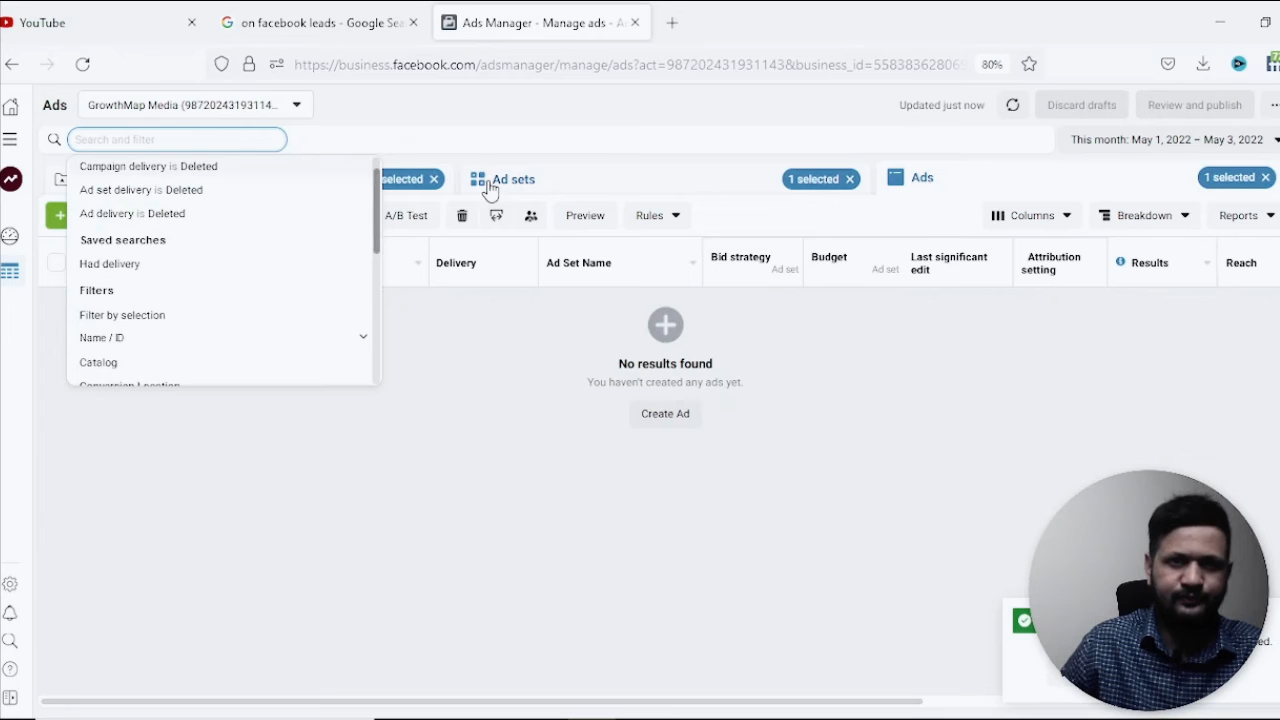 YouTube
on facebook leads - Google Sea
Ads Manager - Manage ads - A
https://business.facebook.com/adsmanager/manage/ads?act=987202431931143&business_id=558383628065
80%
Ads
GrowthMap Media (98720243193114...
Updated just now
Discard drafts
Review and publish
Search and filter
This month: May 1, 2022 – May 3, 2022
Campaign delivery is Deleted
Ad set delivery is Deleted
Ad delivery is Deleted
Saved searches
Had delivery
Filters
Filter by selection
Name / ID
Catalog
Conversion Location
selected
Ad sets
1 selected
Ads
1 selected
A/B Test
Preview
Rules
Columns
Breakdown
Reports
Delivery
Ad Set Name
Bid strategy
Ad set
Budget
Ad set
Last significant
edit
Attribution
setting
Results
Reach
No results found
You haven't created any ads yet.
Create Ad